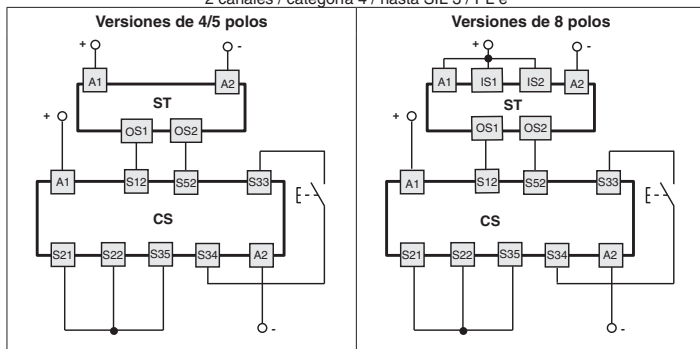 2 canales / categoría 4 / hasta SIL 3 / PL e
Versiones de 4/5 polos
+ -
A1 A2
ST
OS1 OS2
+
A1 S12 S52 S33
CS
S21 S22 S35 S34 A2
-
Versiones de 8 polos
+ -
A1 IS1 IS2 A2
ST
OS1 OS2
+
A1 S12 S52 S33
CS
S21 S22 S35 S34 A2
-